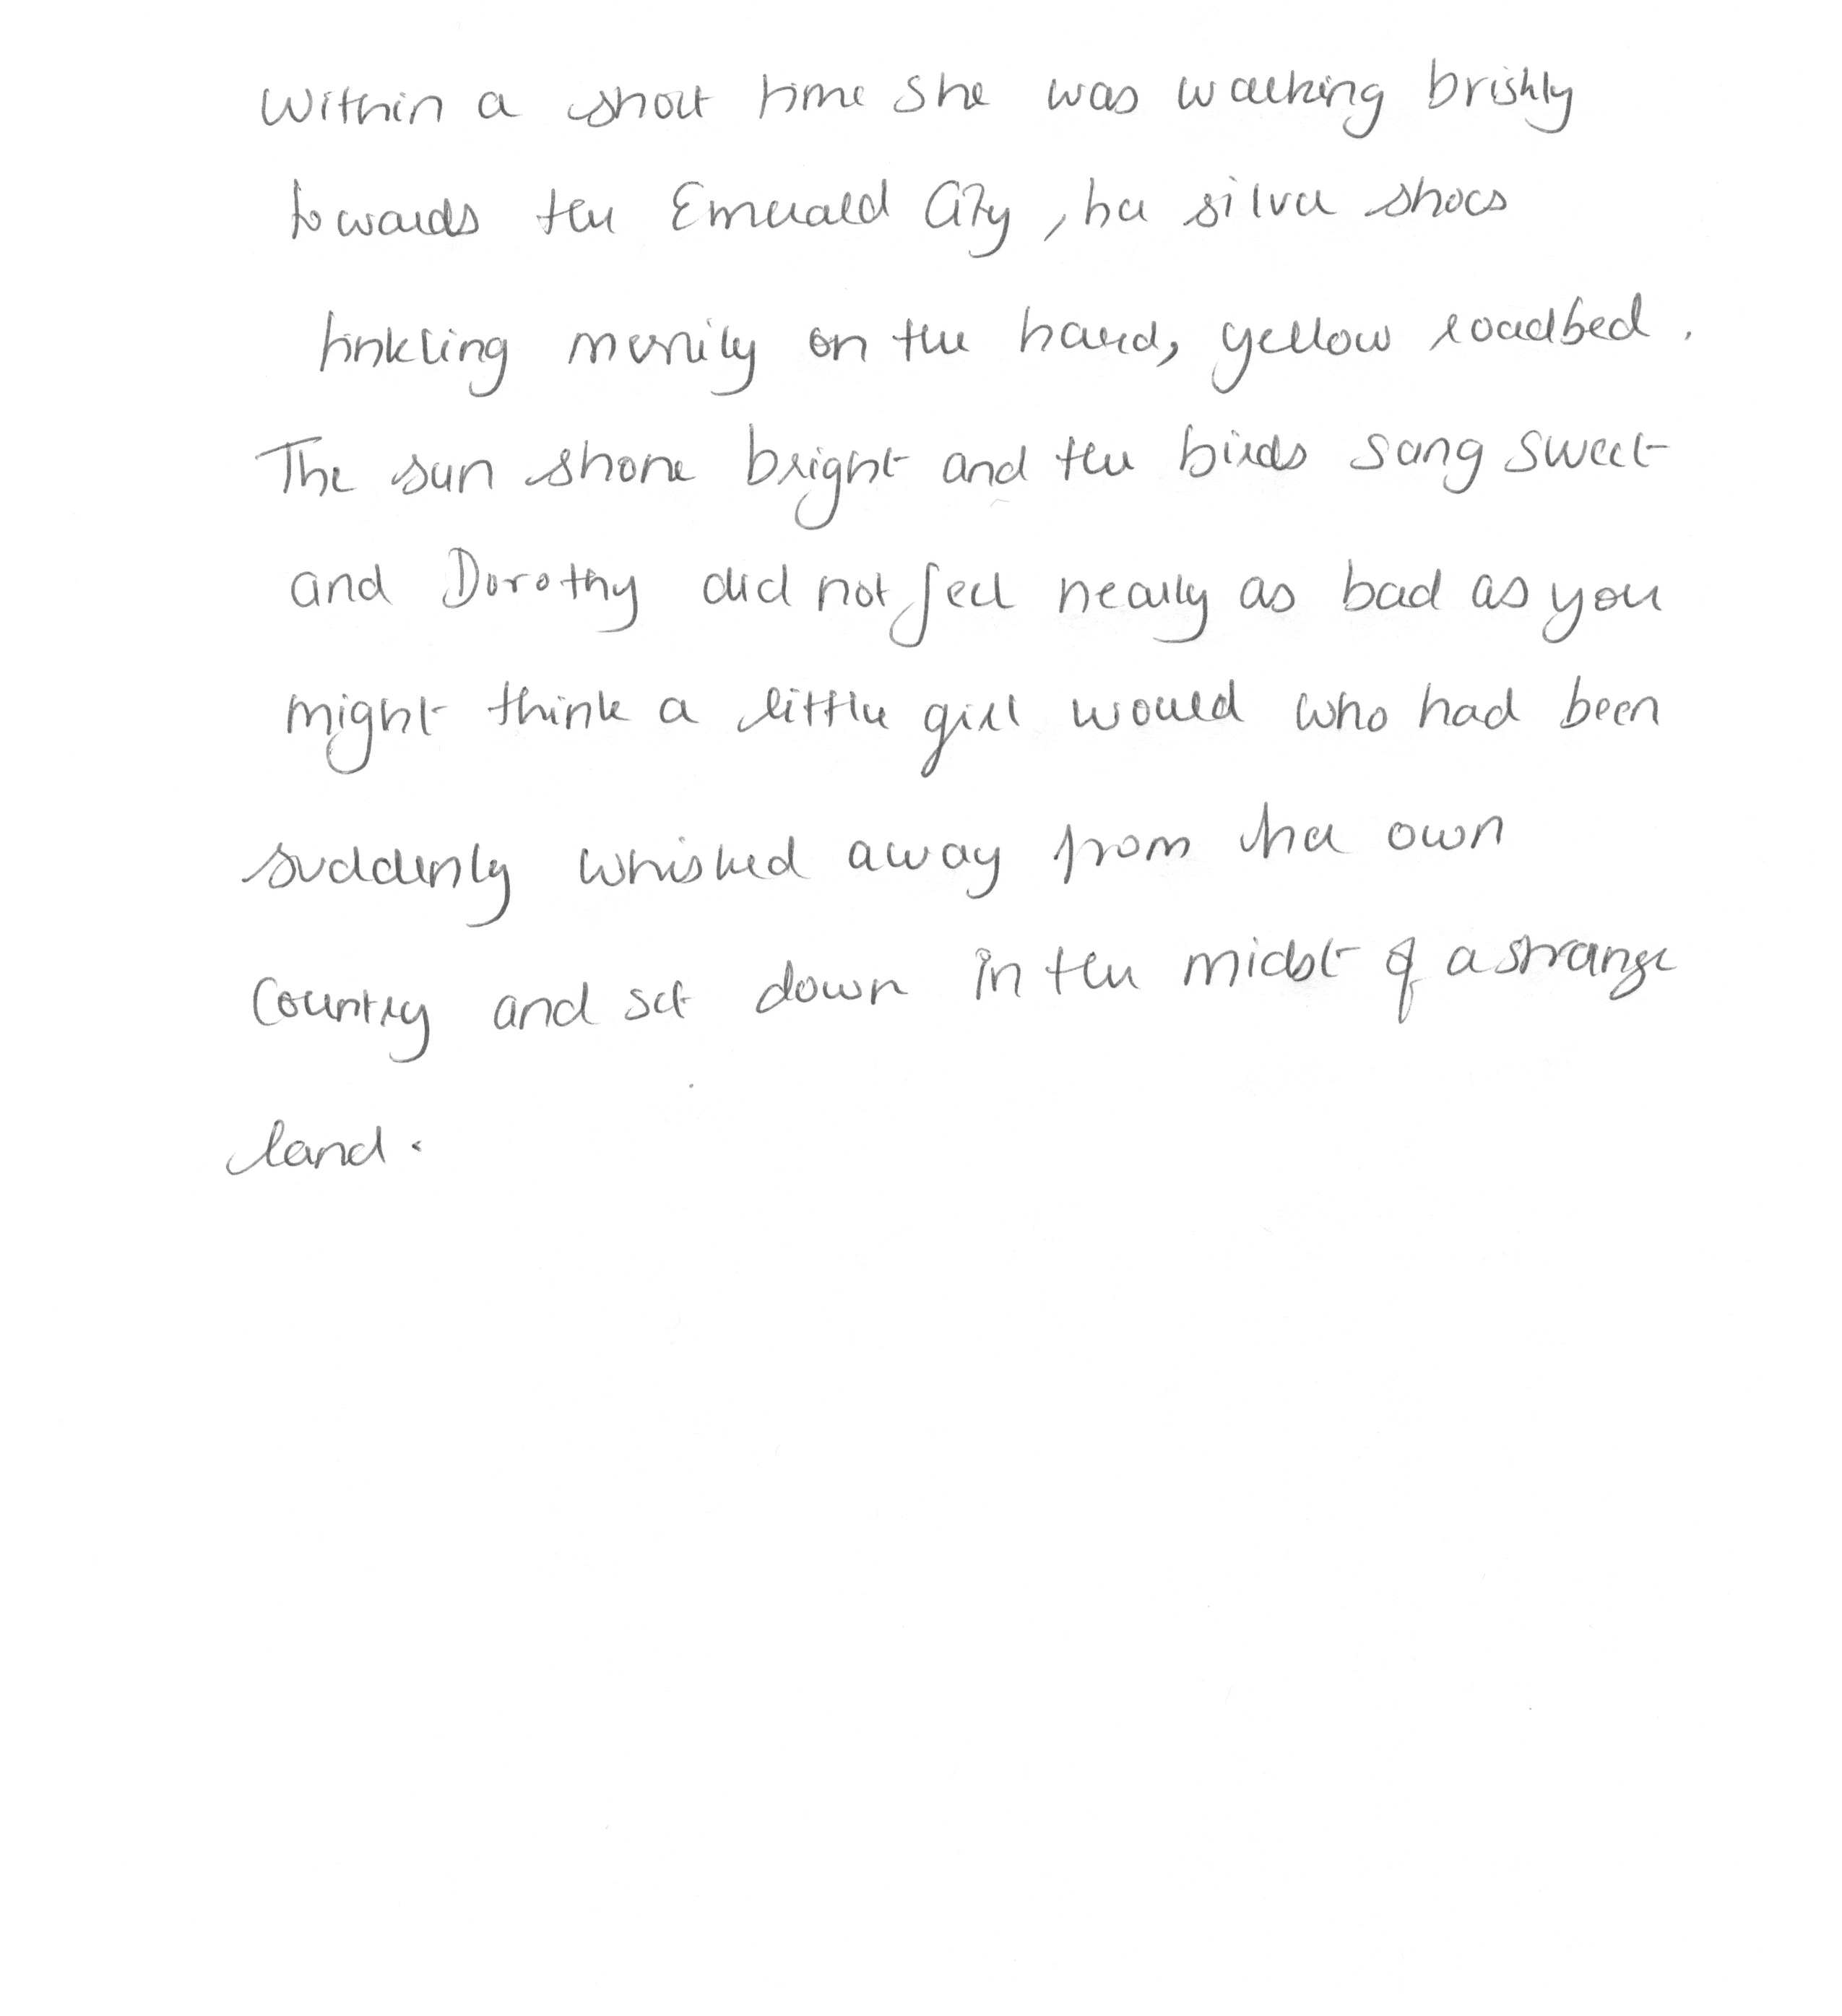 Within a short time she was walking briskly
towards the Emerald City, her silver shoes
tinkling merrily on the hard, yellow roadbed.
The sun shone bright and the birds sang sweet
and Dorothy did not feel nearly as bad as you
might think a little girl would who had been
suddenly whisked away from her own
country and set down in the midst of a strange
land.